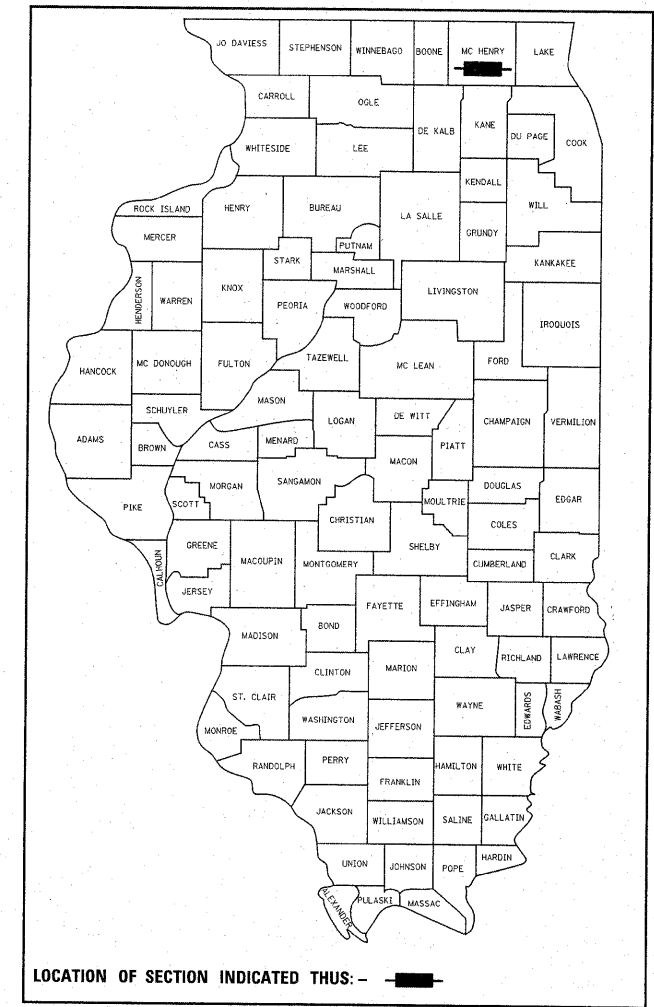 JO DAVIESS
STEPHENSON
WINNEBAGO
BOONE
MC HENRY
LAKE
CARROLL
OGLE
DE KALB
KANE
DU PAGE
COOK
WHITESIDE
LEE
KENDALL
WILL
ROCK ISLAND
HENRY
BUREAU
LA SALLE
GRUNDY
MERCER
PUTNAM
STARK
MARSHALL
KANKAKEE
HENDERSON
WARREN
KNOX
PEORIA
WOODFORD
LIVINGSTON
IROQUOIS
HANCOCK
MC DONOUGH
FULTON
TAZEWELL
MC LEAN
FORD
MASON
SCHUYLER
LOGAN
DE WITT
CHAMPAIGN
VERMILION
ADAMS
BROWN
CASS
MENARD
MACON
PIATT
MORGAN
SANGAMON
DOUGLAS
EDGAR
PIKE
SCOTT
CHRISTIAN
MOULTRIE
COLES
GREENE
MACOUPIN
MONTGOMERY
SHELBY
CUMBERLAND
CLARK
CALHOUN
JERSEY
FAYETTE
EFFINGHAM
JASPER
CRAWFORD
MADISON
BOND
CLAY
RICHLAND
LAWRENCE
CLINTON
MARION
ST. CLAIR
WAYNE
EDWARDS
WABASH
WASHINGTON
JEFFERSON
MONROE
RANDOLPH
PERRY
HAMILTON
WHITE
FRANKLIN
JACKSON
WILLIAMSON
SALINE
GALLATIN
UNION
JOHNSON
POPE
HARDIN
ALEXANDER
PULASKI
MASSAC
LOCATION OF SECTION INDICATED THUS: -